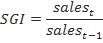 SGI = sales_t / sales_{t−1}